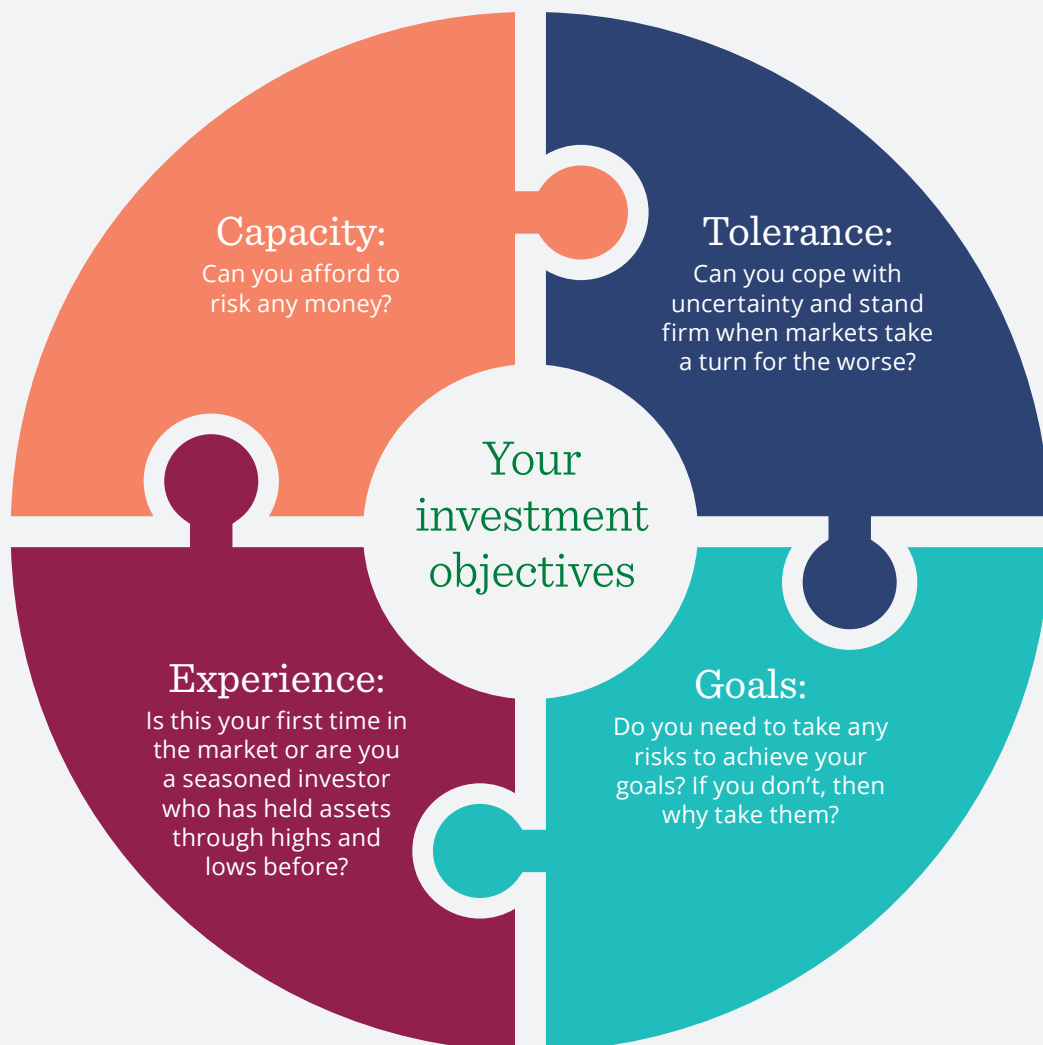 Capacity:
Can you afford to
risk any money?
Tolerance:
Can you cope with
uncertainty and stand
firm when markets take
a turn for the worse?
Your
investment
objectives
Experience:
Is this your first time in
the market or are you
a seasoned investor
who has held assets
through highs and
lows before?
Goals:
Do you need to take any
risks to achieve your
goals? If you don’t, then
why take them?